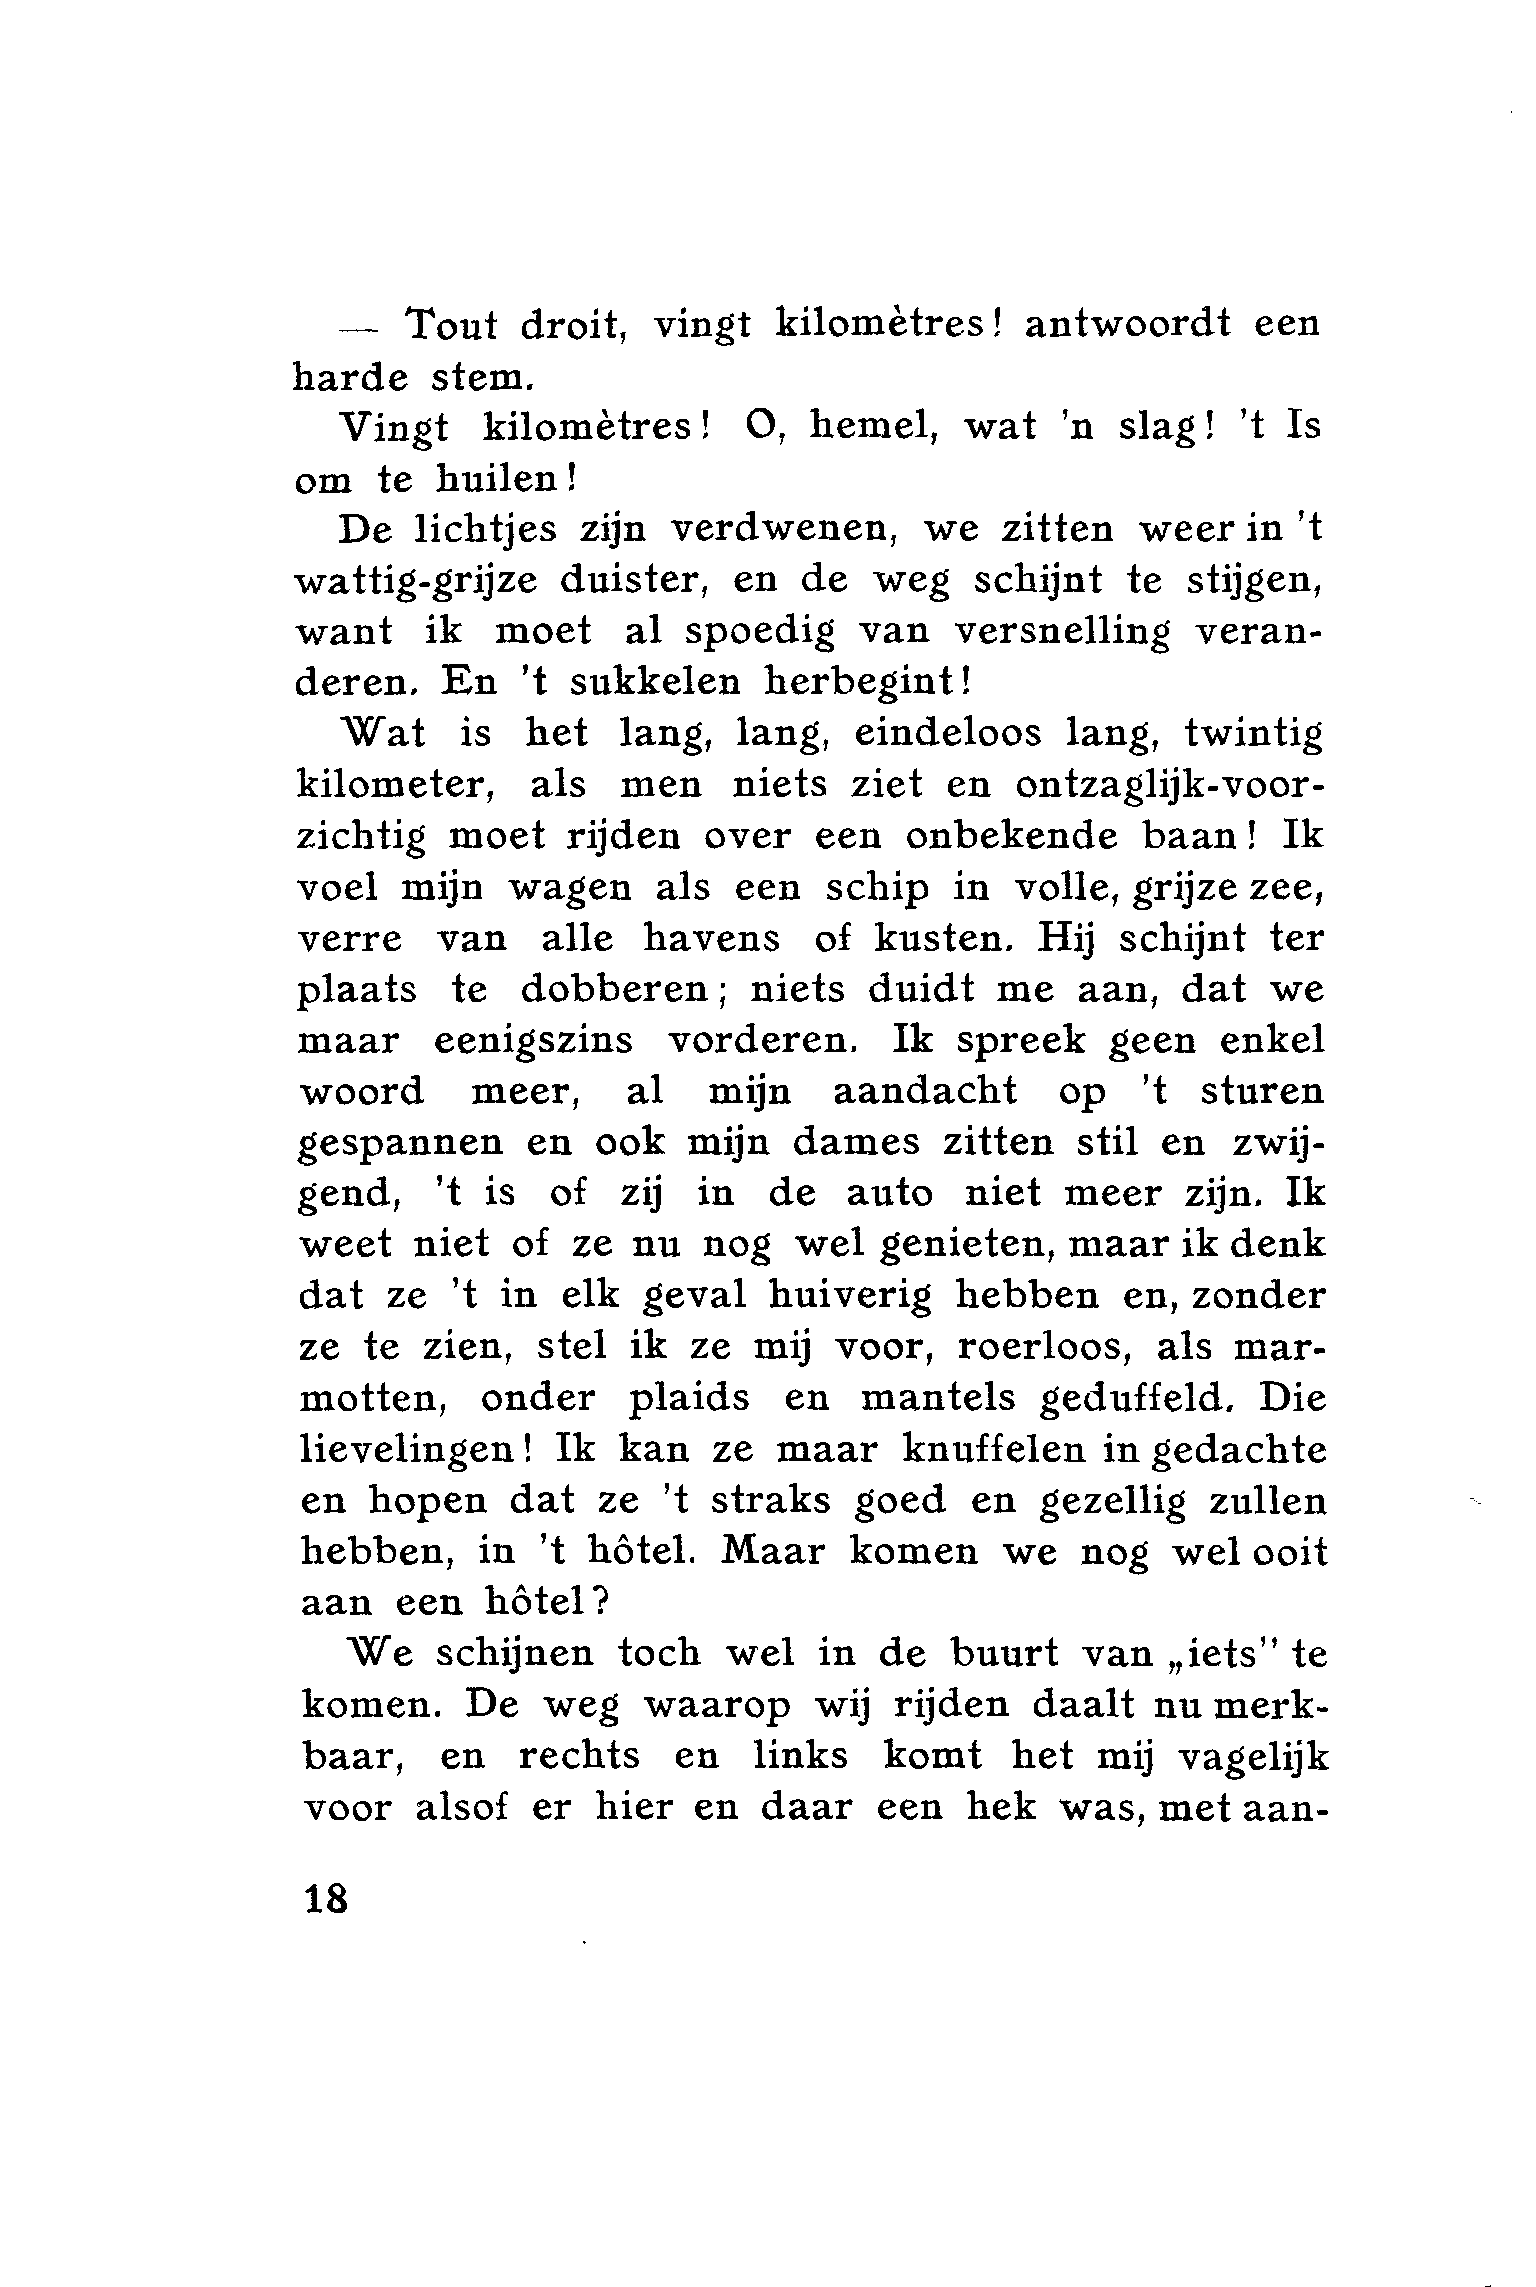 — Tout droit, vingt kilomètres! antwoordt een
harde stem.
Vingt kilomètres! O, hemel, wat 'n slag! 't Is
om te huilen!
De lichtjes zijn verdwenen, we zitten weer in 't
wattig-grijze duister, en de weg schijnt te stijgen,
want ik moet al spoedig van versnelling veran-
deren. En 't sukkelen herbegint!
Wat is het lang, lang, eindeloos lang, twintig
kilometer, als men niets ziet en ontzaglijk-voor-
zichtig moet rijden over een onbekende baan! Ik
voel mijn wagen als een schip in volle, grijze zee,
verre van alle havens of kusten. Hij schijnt ter
plaats te dobberen; niets duidt me aan, dat we
maar eenigszins vorderen. Ik spreek geen enkel
woord meer, al mijn aandacht op 't sturen
gespannen en ook mijn dames zitten stil en zwij-
gend, 't is of zij in de auto niet meer zijn. Ik
weet niet of ze nu nog wel genieten, maar ik denk
dat ze 't in elk geval huiverig hebben en, zonder
ze te zien, stel ik ze mij voor, roerloos, als mar-
motten, onder plaids en mantels geduffeld. Die
lievelingen! Ik kan ze maar knuffelen in gedachte
en hopen dat ze 't straks goed en gezellig zullen
hebben, in 't hôtel. Maar komen we nog wel ooit
aan een hôtel?
We schijnen toch wel in de buurt van „iets” te
komen. De weg waarop wij rijden daalt nu merk-
baar, en rechts en links komt het mij vagelijk
voor alsof er hier en daar een hek was, met aan-
18